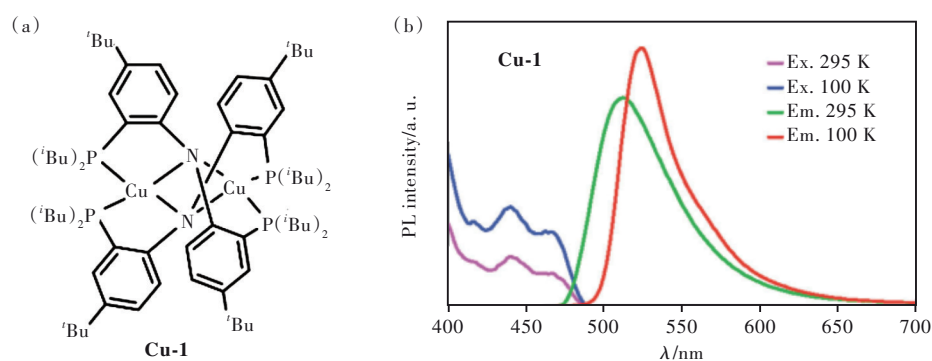 (a)
ᵗBu
ᵗBu
(ⁱBu)₂P
N
Cu
Cu
P(ⁱBu)₂
(ⁱBu)₂P
N
P(ⁱBu)₂
ᵗBu
ᵗBu
Cu-1
(b)
Cu-1
Ex. 295 K
Ex. 100 K
Em. 295 K
Em. 100 K
PL intensity/a. u.
400 450 500 550 600 650 700
λ/nm